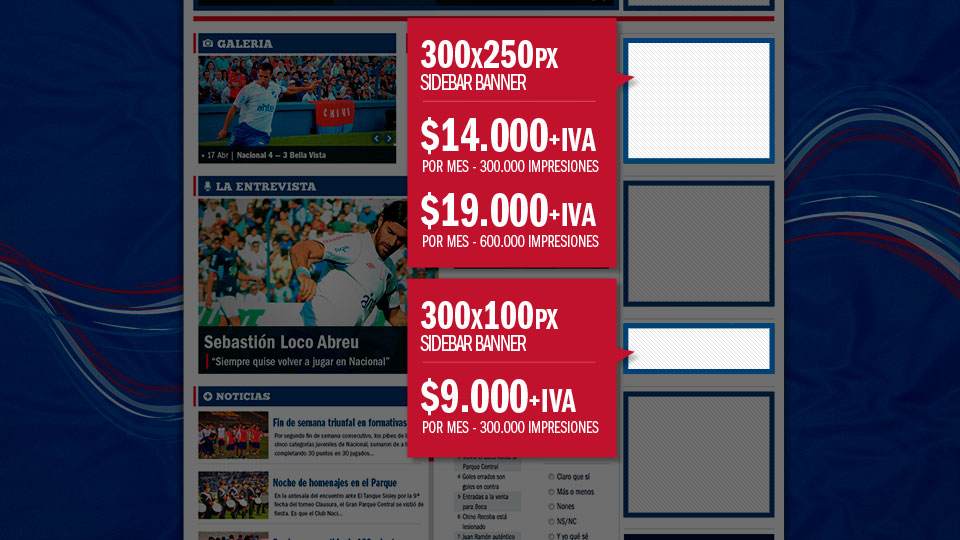 GALERIA
CHIVI
17 Abr | Nacional 4 – 3 Bella Vista
LA ENTREVISTA
Sebastián Loco Abreu
"Siempre quise volver a jugar en Nacional"
NOTICIAS
Fin de semana triunfal en formativas
Por segundo fin de semana consecutivo, los pibes de l
cinco categorías juveniles de Nacional, sumaron de a t
completando 30 puntos en 30 jugados...
Noche de homenajes en el Parque
En la antesala del encuentro ante El Tanque Sisley por la 9ª
fecha del torneo Clausura, el Gran Parque Central se vistió de
fiesta. Es que el Club Naci...
300x250PX
SIDEBAR BANNER
$14.000+IVA
POR MES - 300.000 IMPRESIONES
$19.000+IVA
POR MES - 600.000 IMPRESIONES
300x100PX
SIDEBAR BANNER
$9.000+IVA
POR MES - 300.000 IMPRESIONES
Parque Central
Goles errados son
goles en contra
Entradas a la venta
para Boca
Chino Recoba está
lesionado
Juan Ramón auténtico
Claro que sí
Más o menos
Nones
NS/NC
Y yo qué sé